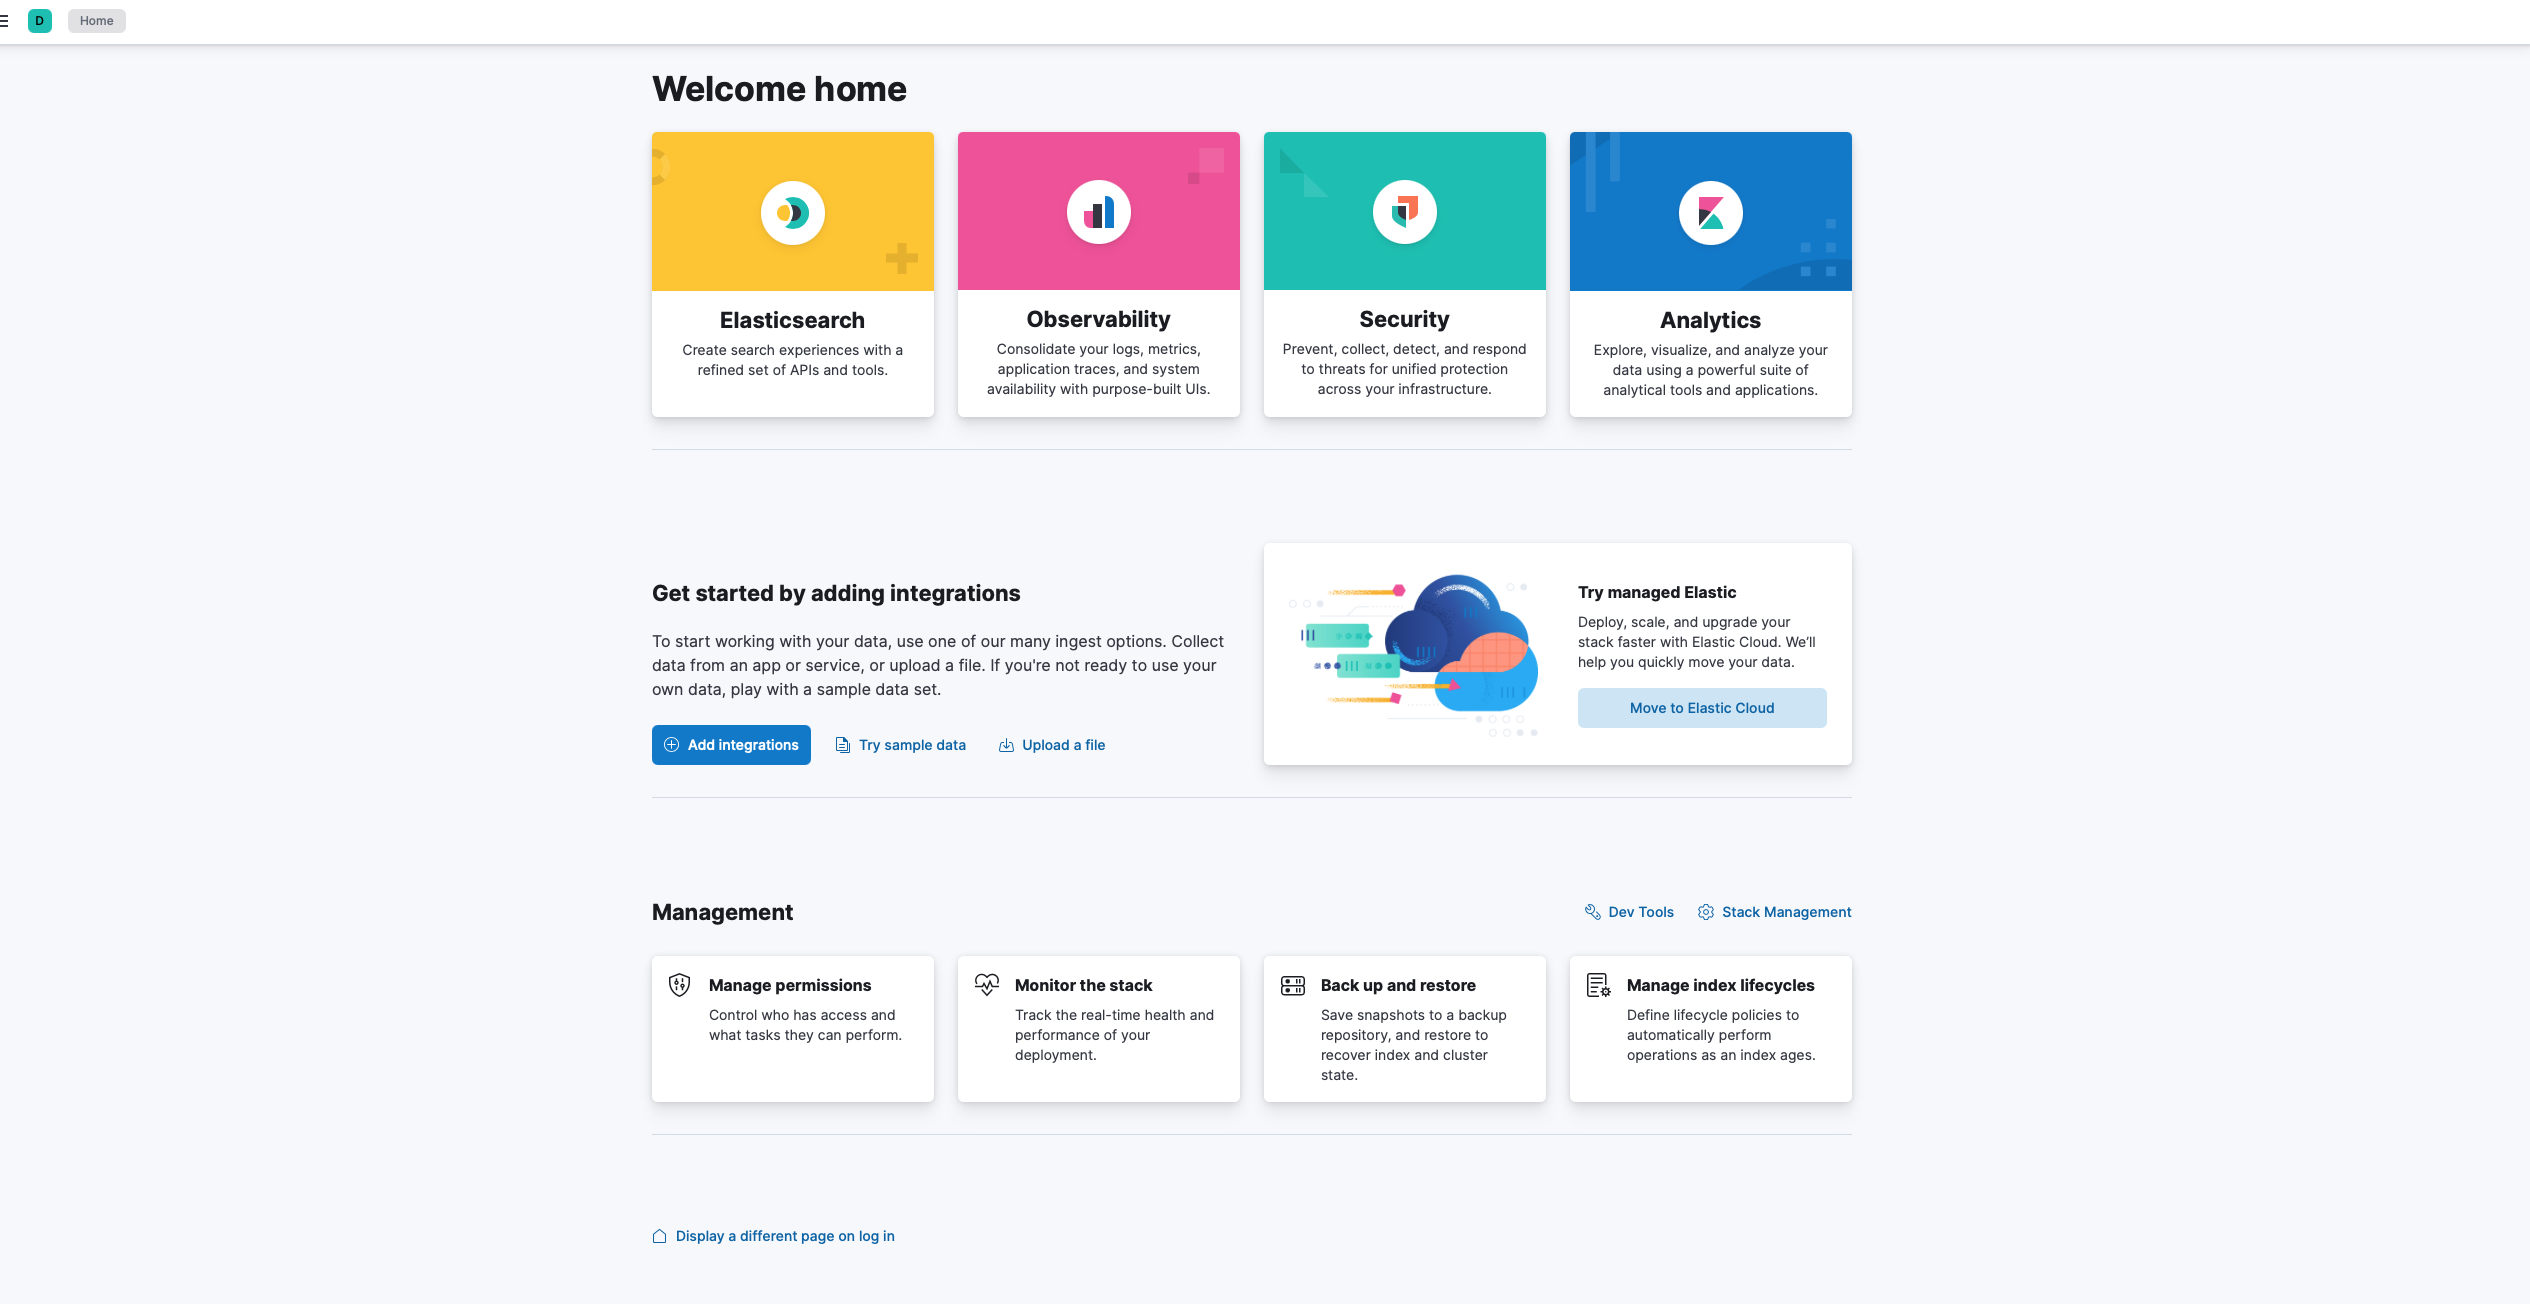 D Home
Welcome home
Elasticsearch
Create search experiences with a
refined set of APIs and tools.
Observability
Consolidate your logs, metrics,
application traces, and system
availability with purpose-built UIs.
Security
Prevent, collect, detect, and respond
to threats for unified protection
across your infrastructure.
Analytics
Explore, visualize, and analyze your
data using a powerful suite of
analytical tools and applications.
Get started by adding integrations
To start working with your data, use one of our many ingest options. Collect
data from an app or service, or upload a file. If you're not ready to use your
own data, play with a sample data set.
Add integrations Try sample data Upload a file
Try managed Elastic
Deploy, scale, and upgrade your
stack faster with Elastic Cloud. We’ll
help you quickly move your data.
Move to Elastic Cloud
Management
Dev Tools Stack Management
Manage permissions
Control who has access and
what tasks they can perform.
Monitor the stack
Track the real-time health and
performance of your
deployment.
Back up and restore
Save snapshots to a backup
repository, and restore to
recover index and cluster
state.
Manage index lifecycles
Define lifecycle policies to
automatically perform
operations as an index ages.
Display a different page on log in